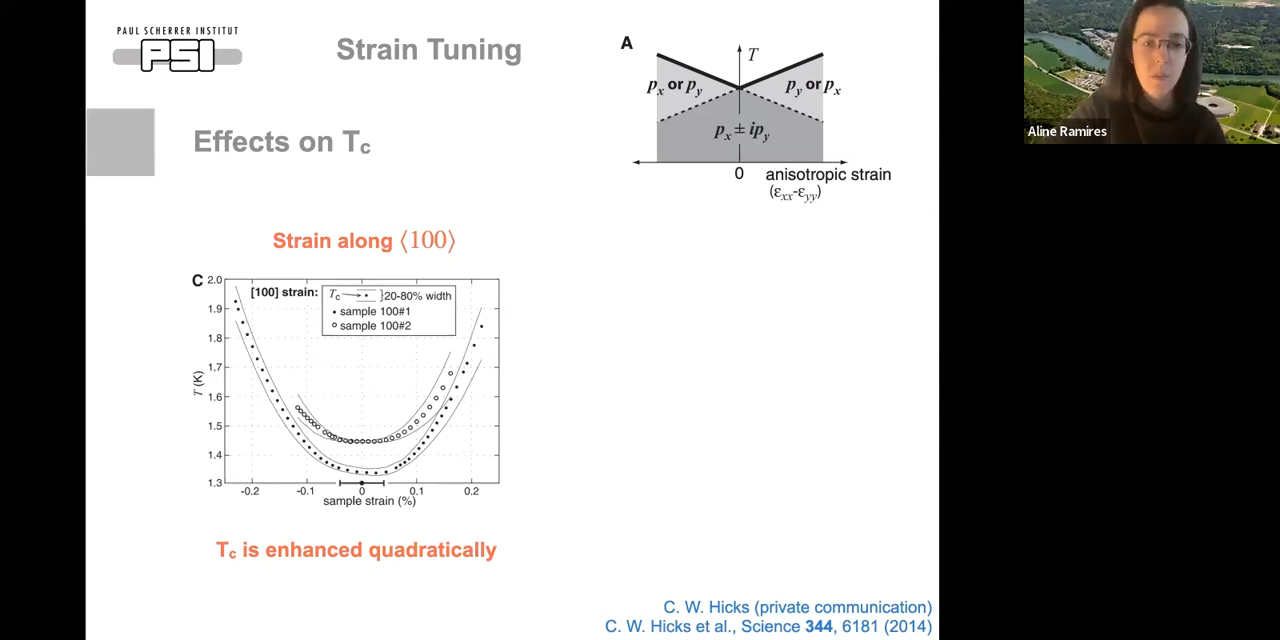 PAUL SCHERRER INSTITUT
PSI
Strain Tuning
Effects on Tc
A
T
px or py
py or px
px ± ipy
0
anisotropic strain
(εxx-εyy)
Aline Ramires
Strain along ⟨100⟩
C
2.0
1.9
1.8
1.7
1.6
1.5
1.4
1.3
T (K)
[100] strain:
Tc
}20-80% width
sample 100#1
sample 100#2
-0.2
-0.1
0
0.1
0.2
sample strain (%)
Tc is enhanced quadratically
C. W. Hicks (private communication)
C. W. Hicks et al., Science 344, 6181 (2014)